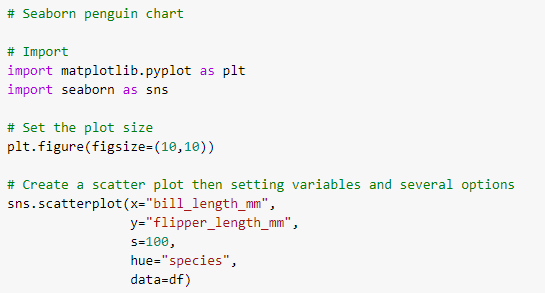 # Seaborn penguin chart
# Import
import matplotlib.pyplot as plt
import seaborn as sns
# Set the plot size
plt.figure(figsize=(10,10))
# Create a scatter plot then setting variables and several options
sns.scatterplot(x="bill_length_mm",
y="flipper_length_mm",
s=100,
hue="species",
data=df)